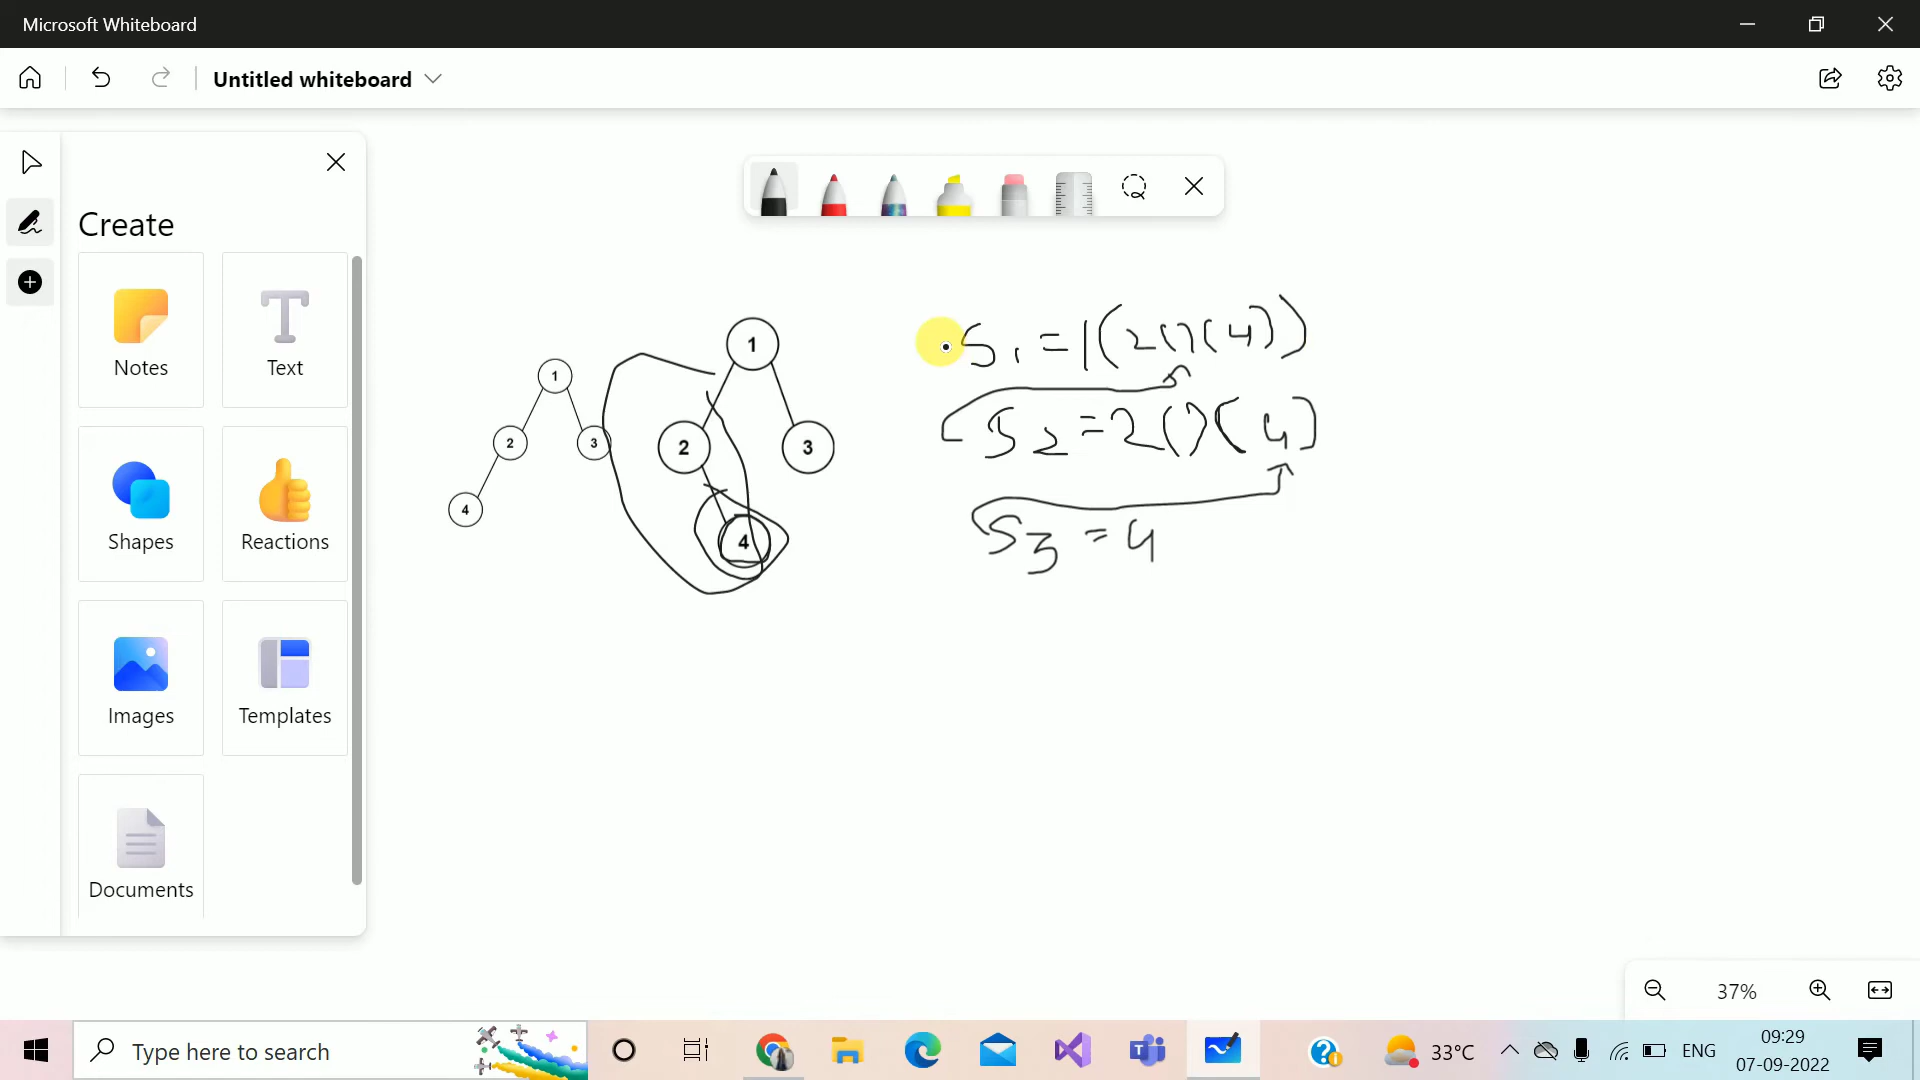 Microsoft Whiteboard
Untitled whiteboard
Create
Notes
Text
Shapes
Reactions
Images
Templates
Documents
1
2
3
4
1
2
3
4
S1 = 1(2()(4))
S2 = 2()(4)
S3 = 4
37%
Type here to search
33°C
ENG
09:29
07-09-2022